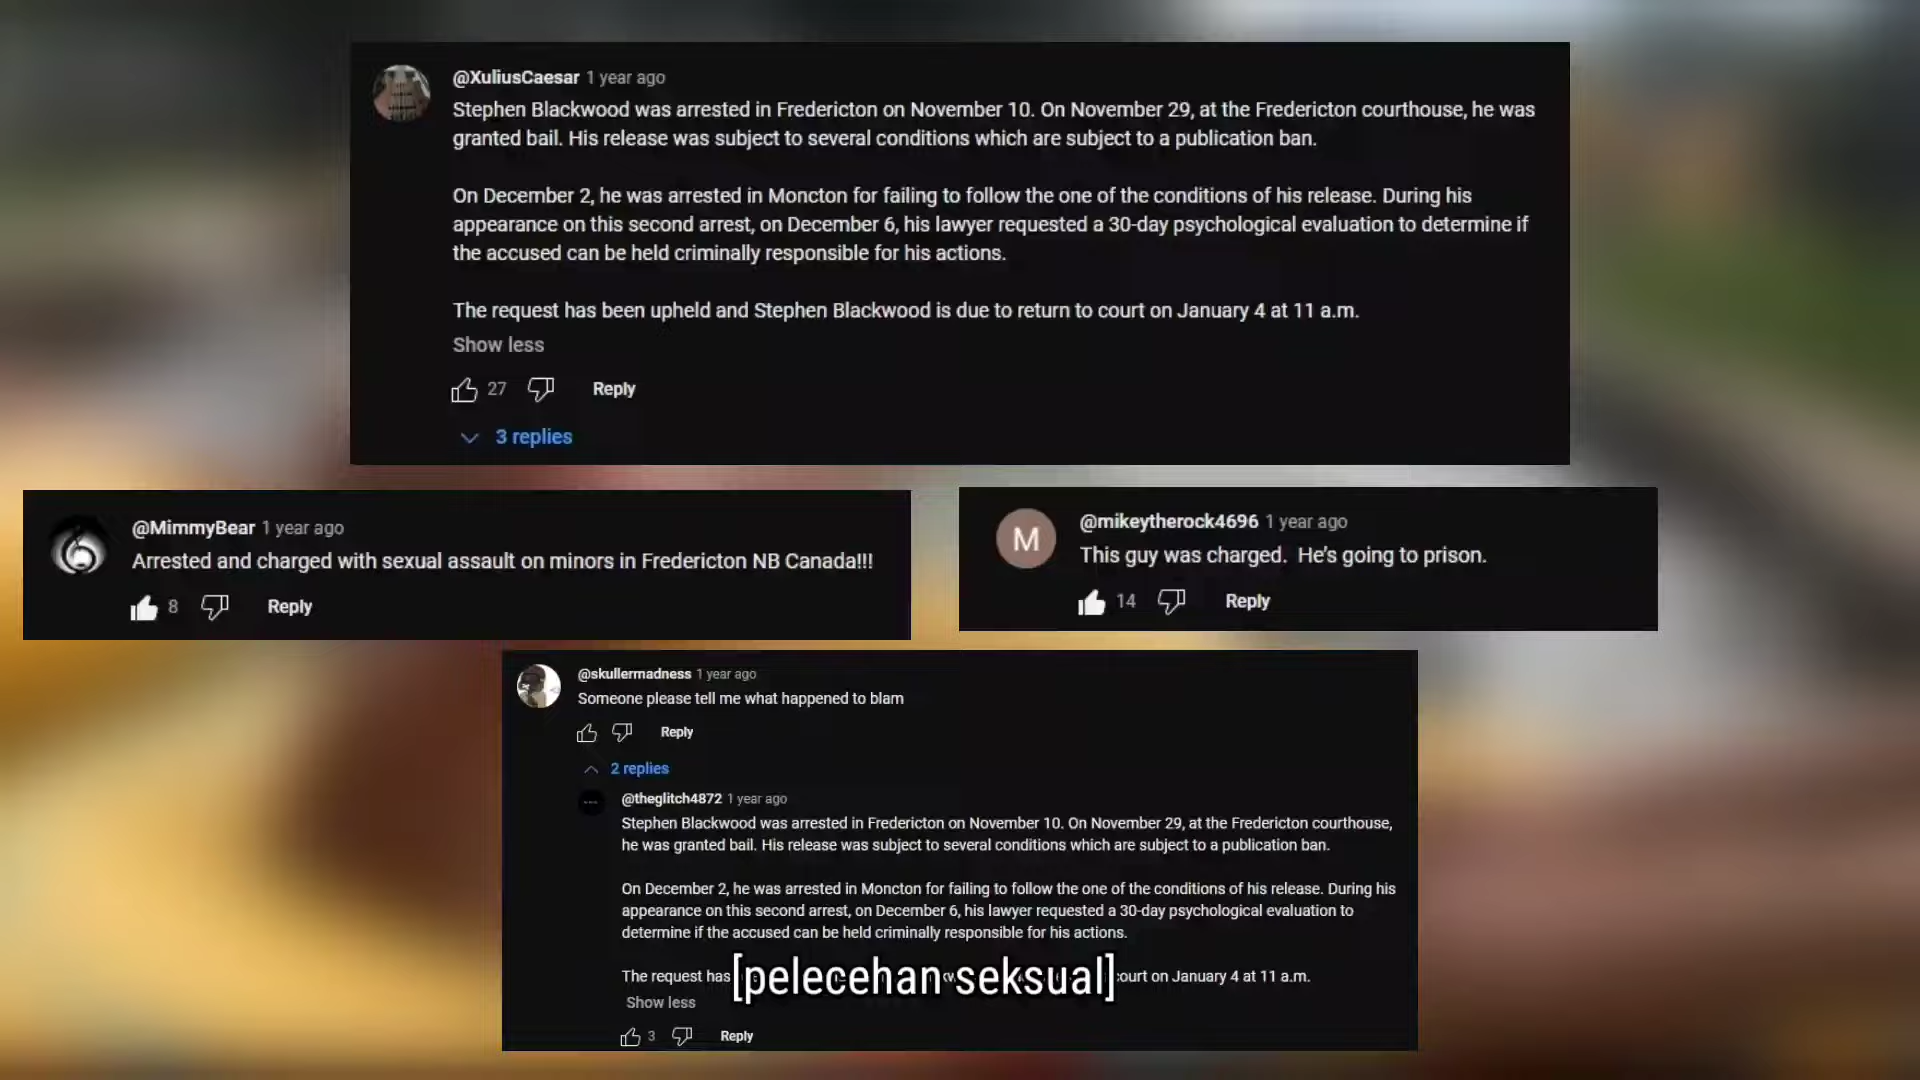 @XuliusCaesar 1 year ago
Stephen Blackwood was arrested in Fredericton on November 10. On November 29, at the Fredericton courthouse, he was
granted bail. His release was subject to several conditions which are subject to a publication ban.
On December 2, he was arrested in Moncton for failing to follow the one of the conditions of his release. During his
appearance on this second arrest, on December 6, his lawyer requested a 30-day psychological evaluation to determine if
the accused can be held criminally responsible for his actions.
The request has been upheld and Stephen Blackwood is due to return to court on January 4 at 11 a.m.
Show less
27 Reply
3 replies
@MimmyBear 1 year ago
Arrested and charged with sexual assault on minors in Fredericton NB Canada!!!
8 Reply
M
@mikeytherock4696 1 year ago
This guy was charged. He's going to prison.
14 Reply
@skullermadness 1 year ago
Someone please tell me what happened to blam
Reply
2 replies
@theglitch4872 1 year ago
Stephen Blackwood was arrested in Fredericton on November 10. On November 29, at the Fredericton courthouse,
he was granted bail. His release was subject to several conditions which are subject to a publication ban.
On December 2, he was arrested in Moncton for failing to follow the one of the conditions of his release. During his
appearance on this second arrest, on December 6, his lawyer requested a 30-day psychological evaluation to
determine if the accused can be held criminally responsible for his actions.
The request has court on January 4 at 11 a.m.
[pelecehan seksual]
Show less
3 Reply